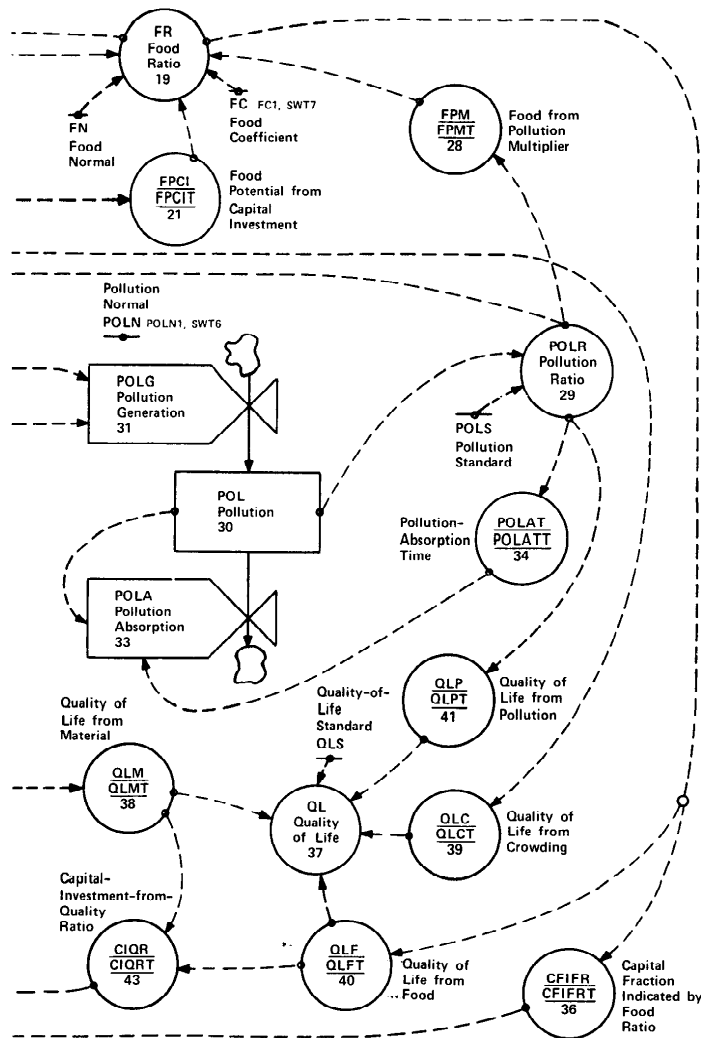 FR
Food
Ratio
19
FN
Food
Normal
FC FC1, SWT7
Food
Coefficient
FPM
FPMT
28
Food from
Pollution
Multiplier
FPCI
FPCIT
21
Food
Potential from
Capital
Investment
Pollution
Normal
POLN POLN1, SWT6
POLR
Pollution
Ratio
29
POLG
Pollution
Generation
31
POLS
Pollution
Standard
POL
Pollution
30
Pollution-
Absorption
Time
POLAT
POLATT
34
POLA
Pollution
Absorption
33
Quality of
Life from
Material
Quality-of-
Life
Standard
QLS
QLP
QLPT
41
Quality of
Life from
Pollution
QLM
QLMT
38
QL
Quality
of Life
37
QLC
QLCT
39
Quality of
Life from
Crowding
Capital-
Investment-from-
Quality
Ratio
CIQR
CIQRT
43
QLF
QLFT
40
Quality of
Life from
Food
CFIFR
CFIFRT
36
Capital
Fraction
Indicated by
Food
Ratio